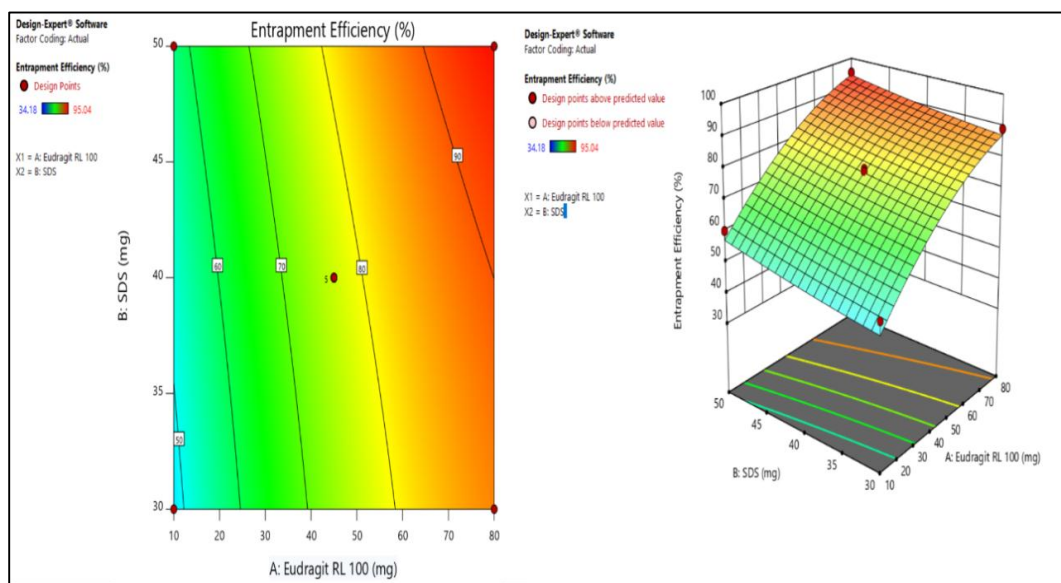 Design-Expert® Software
Factor Coding: Actual
Entrapment Efficiency (%)
Design Points
34.18 95.04
X1 = A: Eudragit RL 100
X2 = B: SDS
Entrapment Efficiency (%)
50
45
40
35
30
10 20 30 40 50 60 70 80
B: SDS (mg)
A: Eudragit RL 100 (mg)
50
60
70
80
90
5
Design-Expert® Software
Factor Coding: Actual
Entrapment Efficiency (%)
Design points above predicted value
Design points below predicted value
34.18 95.04
X1 = A: Eudragit RL 100
X2 = B: SDS
Entrapment Efficiency (%)
100
90
80
70
60
50
40
30
50
45
40
35
30
B: SDS (mg)
10
20
30
40
50
60
70
80
A: Eudragit RL 100 (mg)